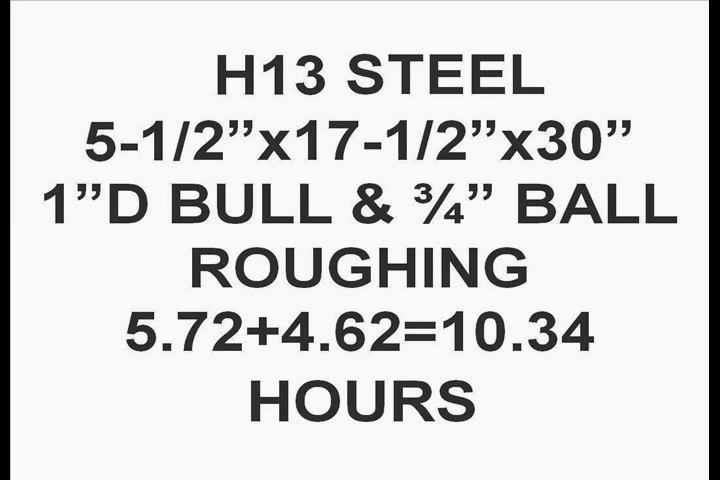 H13 STEEL
5-1/2”x17-1/2”x30”
1”D BULL & ¾” BALL
ROUGHING
5.72+4.62=10.34
HOURS